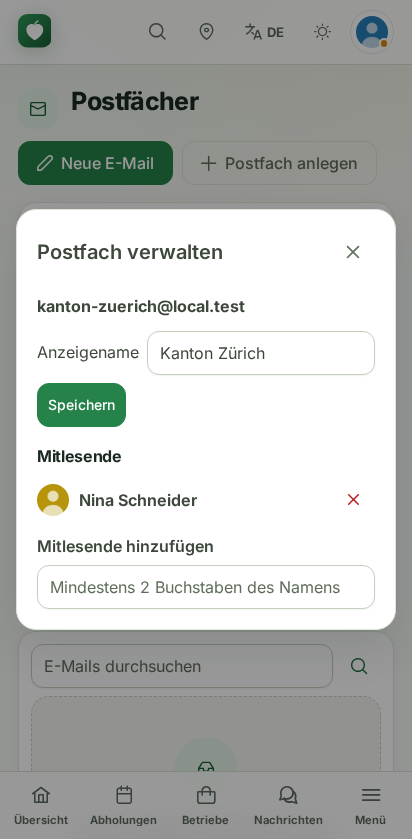 DE
Postfächer
Neue E-Mail
Postfach anlegen
Postfach verwalten
kanton-zuerich@local.test
Anzeigename
Kanton Zürich
Speichern
Mitlesende
Nina Schneider
Mitlesende hinzufügen
Mindestens 2 Buchstaben des Namens
E-Mails durchsuchen
Übersicht
Abholungen
Betriebe
Nachrichten
Menü